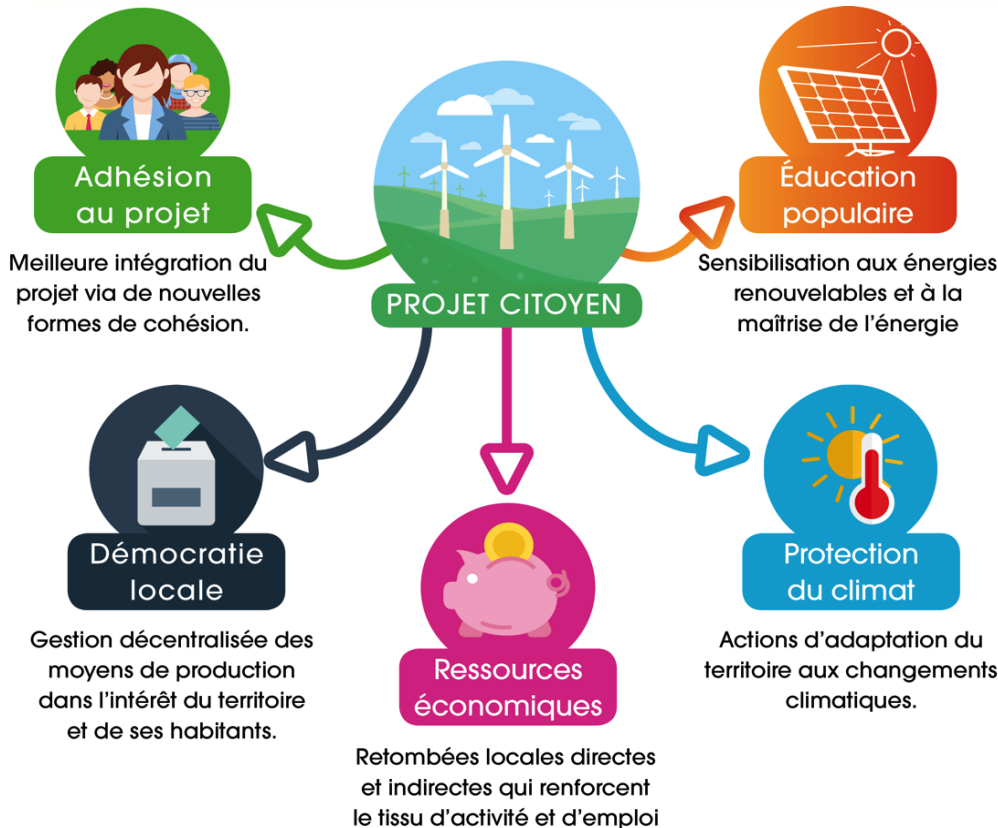 Adhésion
au projet
Meilleure intégration du
projet via de nouvelles
formes de cohésion.
PROJET CITOYEN
Éducation
populaire
Sensibilisation aux énergies
renouvelables et à la
maîtrise de l’énergie
Démocratie
locale
Gestion décentralisée des
moyens de production
dans l’intérêt du territoire
et de ses habitants.
Ressources
économiques
Retombées locales directes
et indirectes qui renforcent
le tissu d’activité et d’emploi
Protection
du climat
Actions d’adaptation du
territoire aux changements
climatiques.